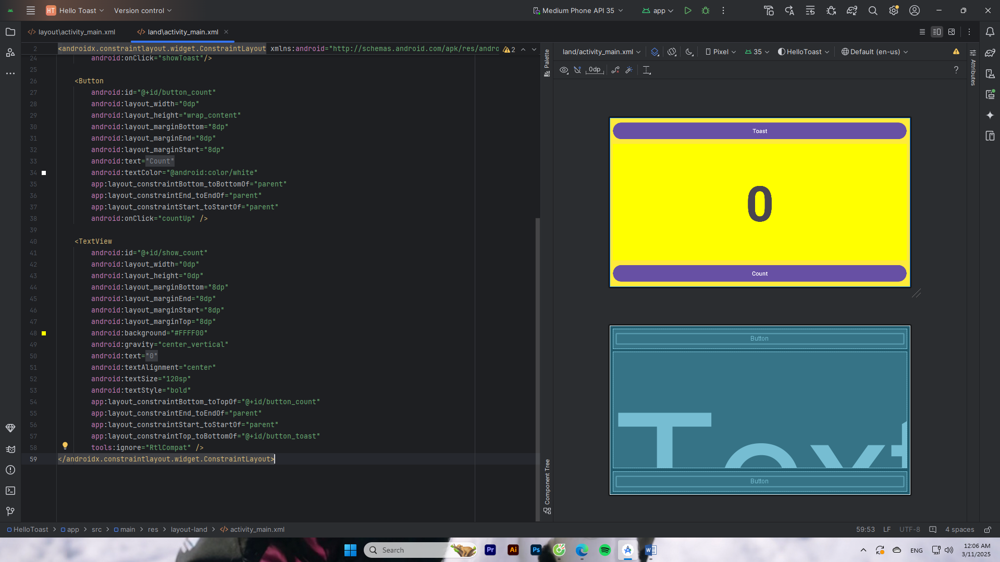 HT Hello Toast Version control Medium Phone API 35 app
layout\activity_main.xml land\activity_main.xml
2 <androidx.constraintlayout.widget.ConstraintLayout xmlns:android="http://schemas.android.com/apk/res/andro 2
24 android:onClick="showToast"/>
25
26 <Button
27 android:id="@+id/button_count"
28 android:layout_width="0dp"
29 android:layout_height="wrap_content"
30 android:layout_marginBottom="8dp"
31 android:layout_marginEnd="8dp"
32 android:layout_marginStart="8dp"
33 android:text="Count"
34 android:textColor="@android:color/white"
35 app:layout_constraintBottom_toBottomOf="parent"
36 app:layout_constraintEnd_toEndOf="parent"
37 app:layout_constraintStart_toStartOf="parent"
38 android:onClick="countUp" />
39
40 <TextView
41 android:id="@+id/show_count"
42 android:layout_width="0dp"
43 android:layout_height="0dp"
44 android:layout_marginBottom="8dp"
45 android:layout_marginEnd="8dp"
46 android:layout_marginStart="8dp"
47 android:layout_marginTop="8dp"
48 android:background="#FFFF00"
49 android:gravity="center_vertical"
50 android:text="0"
51 android:textAlignment="center"
52 android:textSize="120sp"
53 android:textStyle="bold"
54 app:layout_constraintBottom_toTopOf="@+id/button_count"
55 app:layout_constraintEnd_toEndOf="parent"
56 app:layout_constraintStart_toStartOf="parent"
57 app:layout_constraintTop_toBottomOf="@+id/button_toast"
58 tools:ignore="RtlCompat" />
59 </androidx.constraintlayout.widget.ConstraintLayout>
Palette
Component Tree
land/activity_main.xml Pixel 35 HelloToast Default (en-us)
0dp ?
Attributes
Toast
0
Count
Button
Text
Button
HelloToast > app > src > main > res > layout-land > activity_main.xml 59:53 LF UTF-8 4 spaces
Search Pr Ai Ps ENG 12:06 AM
3/11/2025